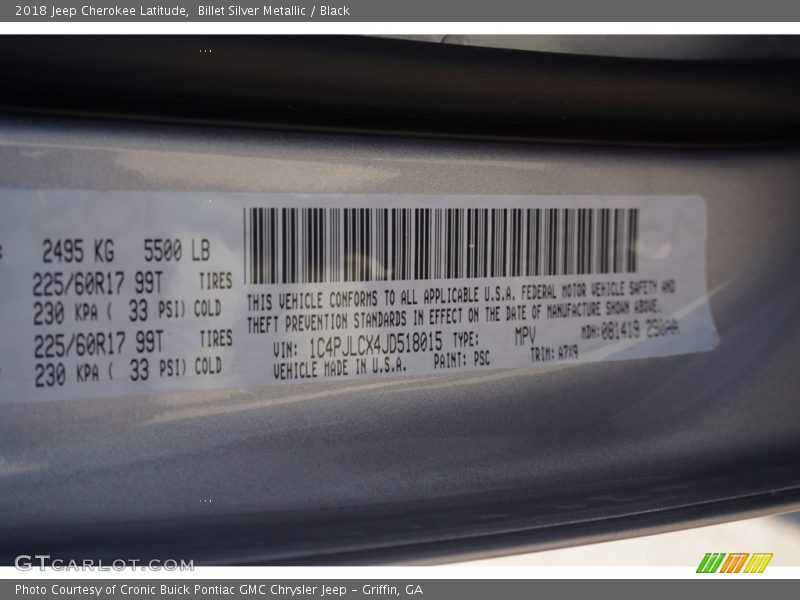 2018 Jeep Cherokee Latitude,  Billet Silver Metallic / Black
2495 KG 5500 LB
225/60R17 99T TIRES
230 KPA ( 33 PSI) COLD
225/60R17 99T TIRES
230 KPA ( 33 PSI) COLD
THIS VEHICLE CONFORMS TO ALL APPLICABLE U.S.A. FEDERAL MOTOR VEHICLE SAFETY AND
THEFT PREVENTION STANDARDS IN EFFECT ON THE DATE OF MANUFACTURE SHOWN ABOVE.
VIN: 1C4PJLCX4JD518015 TYPE: MPV MDH:081419 250AA
VEHICLE MADE IN U.S.A. PAINT: PSC TRIM: A7X9
GTCARLOT.COM
Photo Courtesy of Cronic Buick Pontiac GMC Chrysler Jeep - Griffin, GA